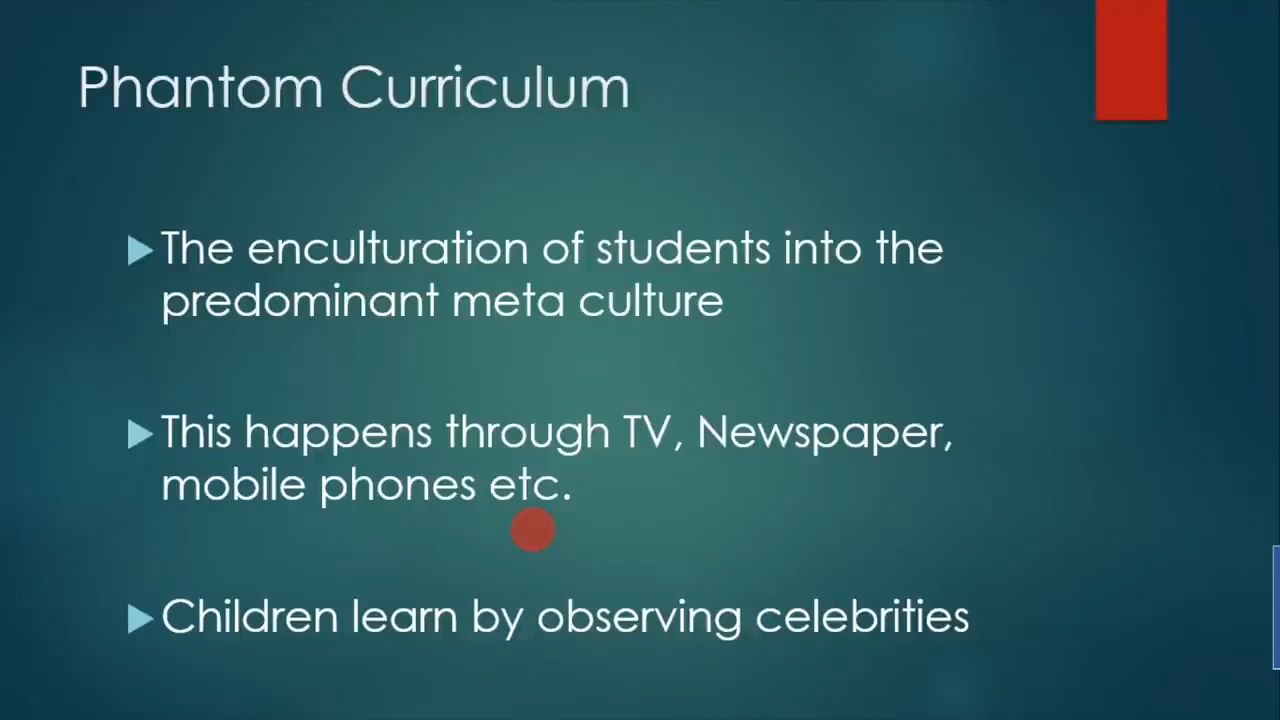 Phantom Curriculum
The enculturation of students into the
predominant meta culture
This happens through TV, Newspaper,
mobile phones etc.
Children learn by observing celebrities